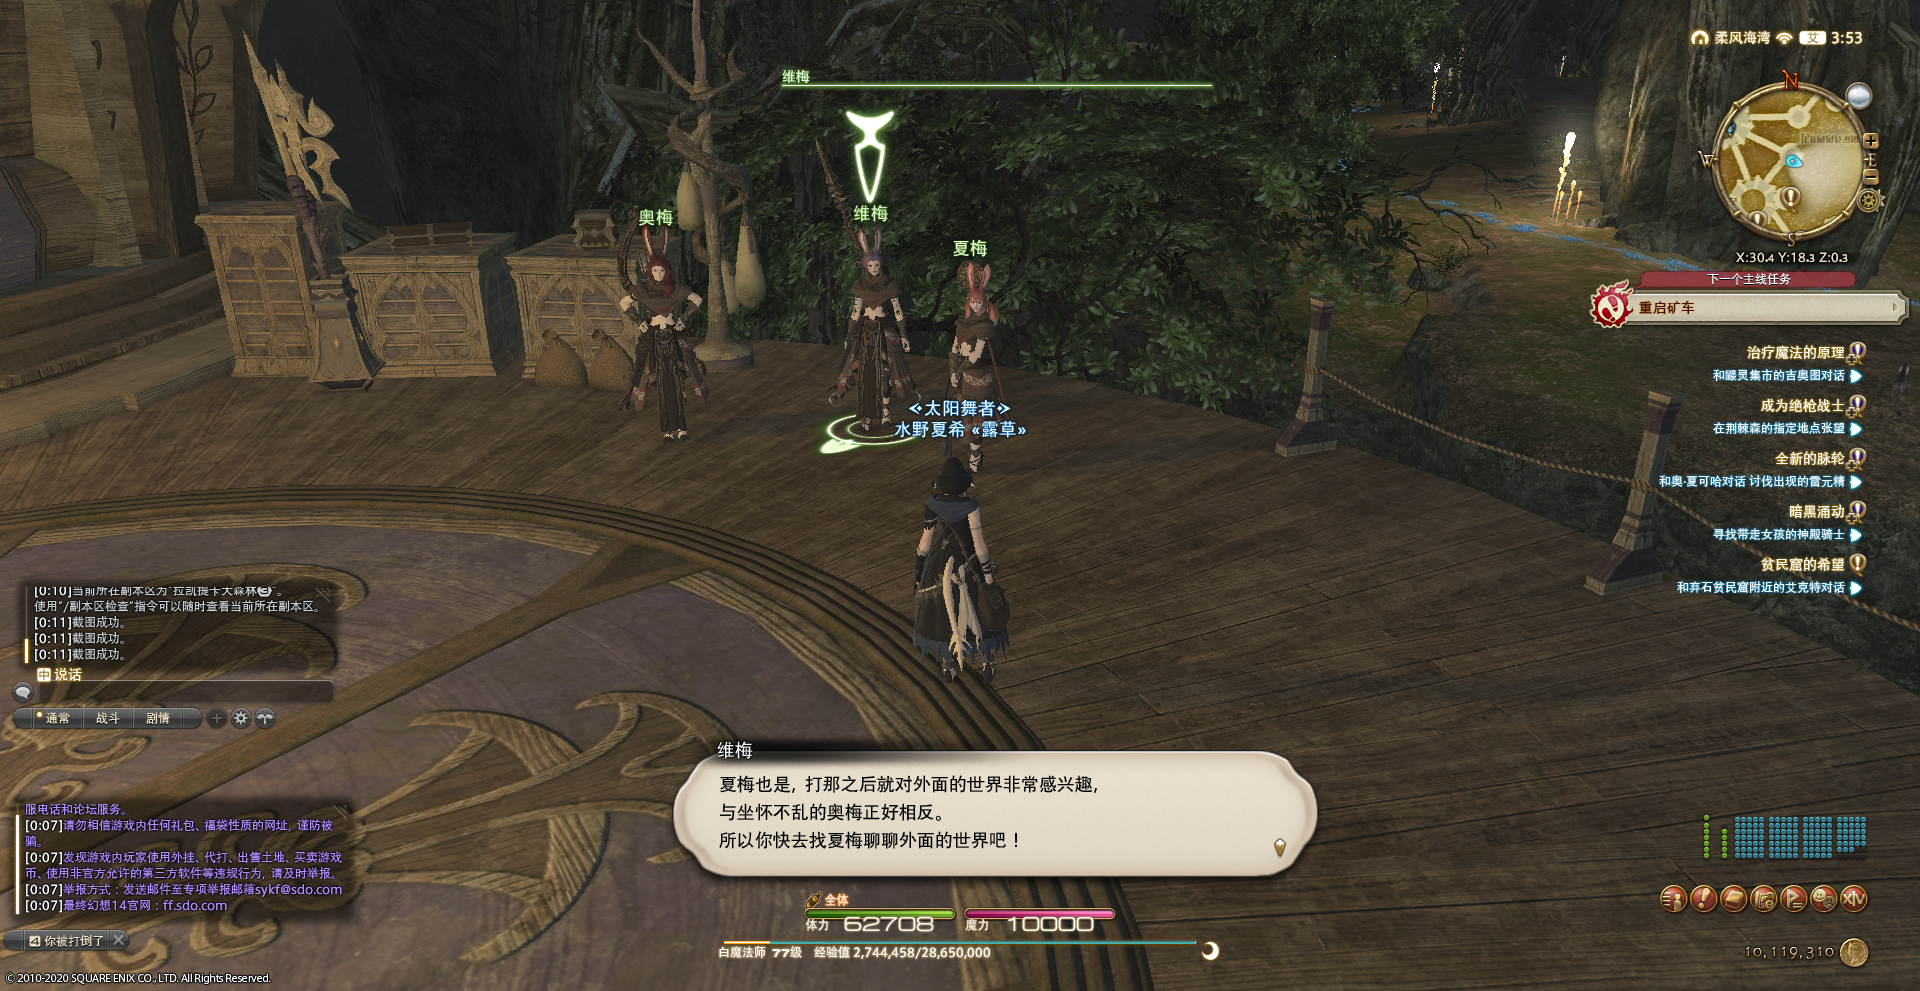 维梅
柔风海湾 艾 3:53
N
W
E
S
X:30.4 Y:18.3 Z:0.3
下一个主线任务
重启矿车
治疗魔法的原理
和鼹灵集市的吉奥图对话
成为绝枪战士
在荆棘森的指定地点张望
全新的脉轮
和奥·夏可哈对话 讨伐出现的雷元精
暗黑涌动
寻找带走女孩的神殿骑士
贫民窟的希望
和弃石贫民窟附近的艾克特对话
奥梅
维梅
夏梅
太阳舞者
水野夏希 «露草»
[0:10]当前所在副本区为“拉凯提卡大森林”。
使用“/副本区检查”指令可以随时查看当前所在副本区。
[0:11]截图成功。
[0:11]截图成功。
[0:11]截图成功。
说话
通常 战斗 剧情
维梅
夏梅也是，打那之后就对外面的世界非常感兴趣，
与坐怀不乱的奥梅正好相反。
所以你快去找夏梅聊聊外面的世界吧！
服电话和论坛服务。
[0:07]请勿相信游戏内任何礼包、福袋性质的网址，谨防被
骗。
[0:07]发现游戏内玩家使用外挂、代打、出售土地、买卖游戏
币、使用非官方允许的第三方软件等违规行为，请及时举报。
[0:07]举报方式：发送邮件至专项举报邮箱sykf@sdo.com
[0:07]最终幻想14官网：ff.sdo.com
4 你被打倒了
全体
体力 62708 魔力 10000
白魔法师 77级 经验值 2,744,458/28,650,000
XIV
10,119,310
© 2010-2020 SQUARE ENIX CO., LTD. All Rights Reserved.